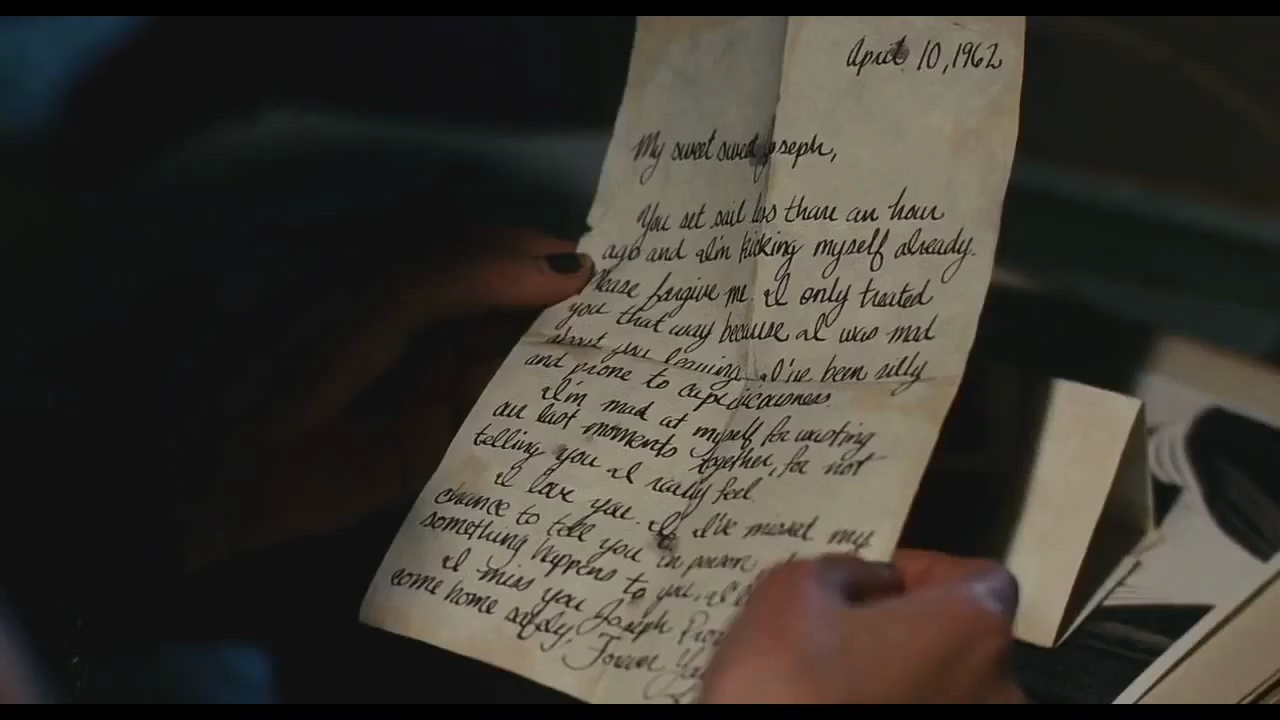 April 10, 1962
My sweet sweet Joseph,
You set sail less than an hour
ago and I'm kicking myself already.
Please forgive me. I only treated
you that way because I was mad
about you leaving. I've been silly
and prone to capriciousness.
I'm mad at myself for wasting
our last moments together, for not
telling you I really feel.
I love you. If I've missed my
chance to tell you in person
something happens to you, I
I miss you Joseph
come home safely,
Forever